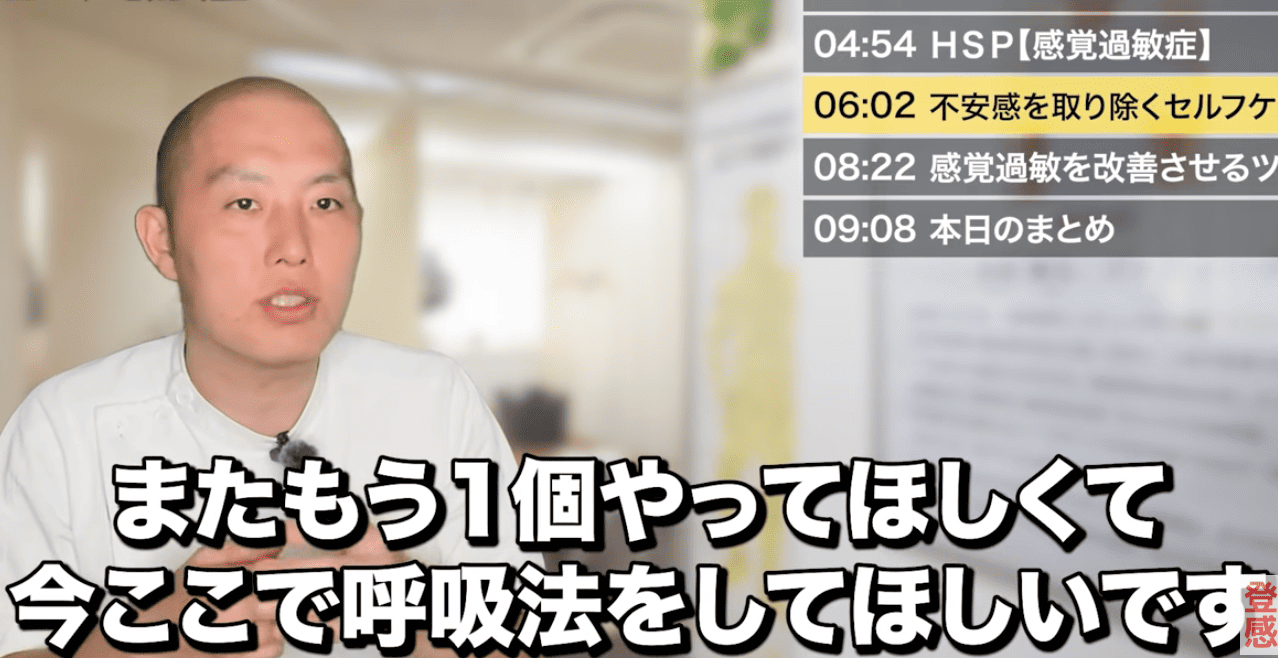 04:54 ＨＳＰ【感覚過敏症】
06:02 不安感を取り除くセルフケ
08:22 感覚過敏を改善させるツ
09:08 本日のまとめ
またもう1個やってほしくて
今ここで呼吸法をしてほしいです
登
感